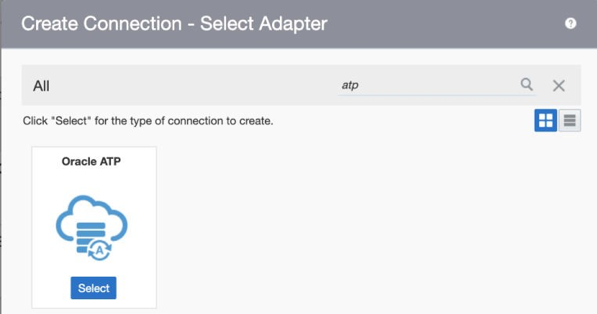 Create Connection - Select Adapter
?
All
atp
Click "Select" for the type of connection to create.
Oracle ATP
A
Select